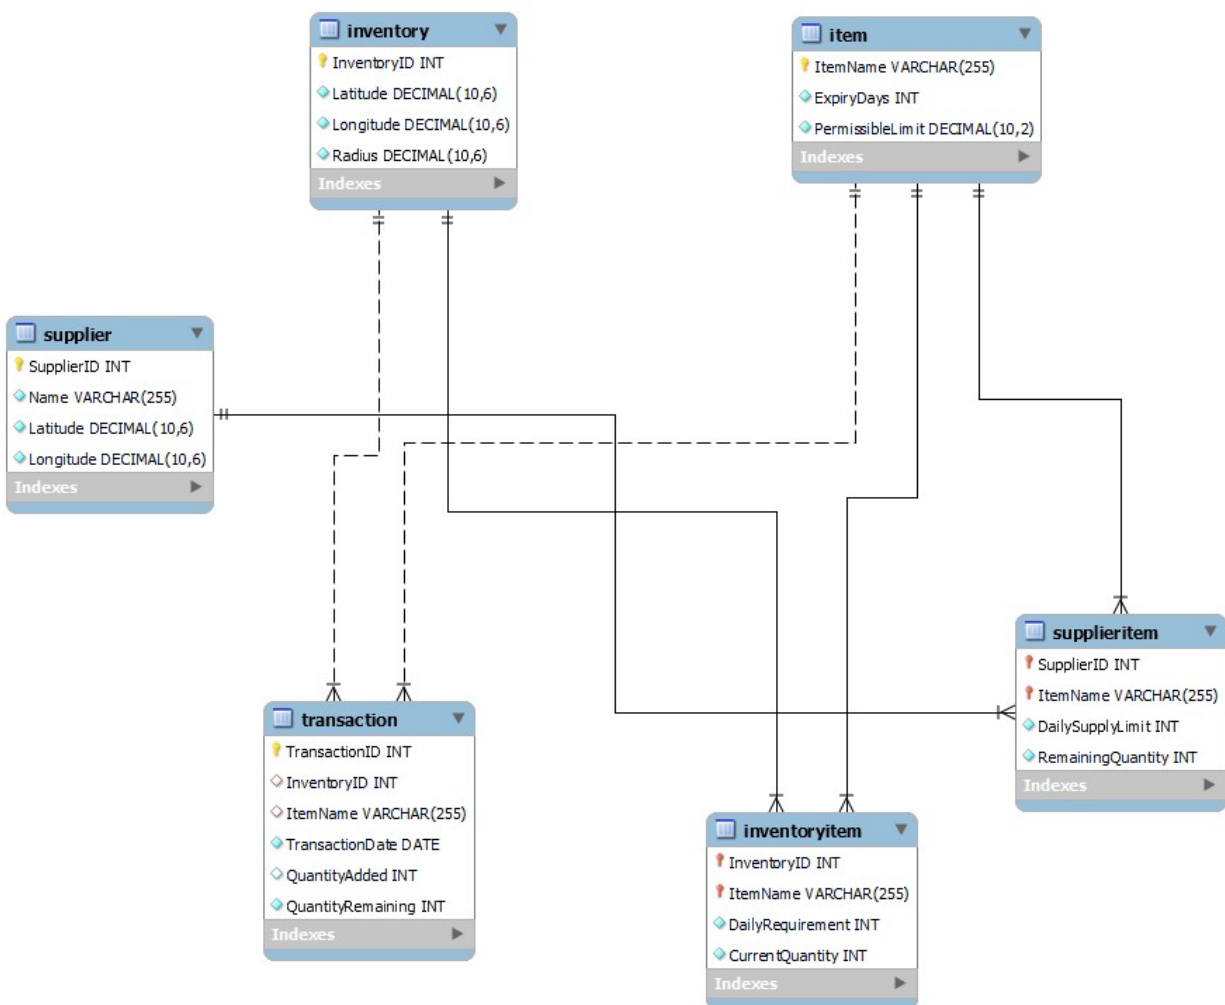 inventory
InventoryID INT
Latitude DECIMAL(10,6)
Longitude DECIMAL(10,6)
Radius DECIMAL(10,6)
Indexes
item
ItemName VARCHAR(255)
ExpiryDays INT
PermissibleLimit DECIMAL(10,2)
Indexes
supplier
SupplierID INT
Name VARCHAR(255)
Latitude DECIMAL(10,6)
Longitude DECIMAL(10,6)
Indexes
supplieritem
SupplierID INT
ItemName VARCHAR(255)
DailySupplyLimit INT
RemainingQuantity INT
Indexes
transaction
TransactionID INT
InventoryID INT
ItemName VARCHAR(255)
TransactionDate DATE
QuantityAdded INT
QuantityRemaining INT
Indexes
inventoryitem
InventoryID INT
ItemName VARCHAR(255)
DailyRequirement INT
CurrentQuantity INT
Indexes